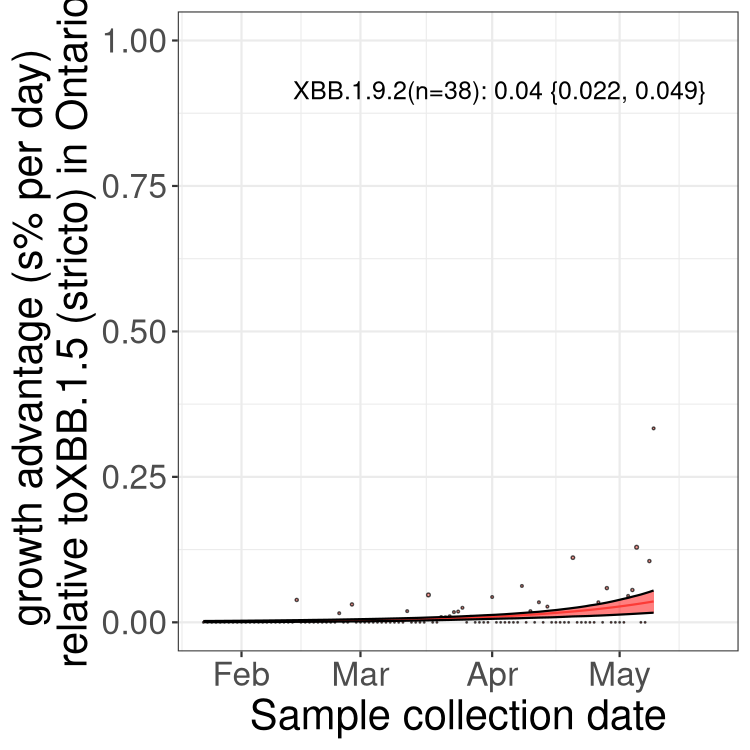 growth advantage (s% per day)
relative toXBB.1.5 (stricto) in Ontario
1.00
0.75
0.50
0.25
0.00
XBB.1.9.2(n=38): 0.04 {0.022, 0.049}
Feb
Mar
Apr
May
Sample collection date